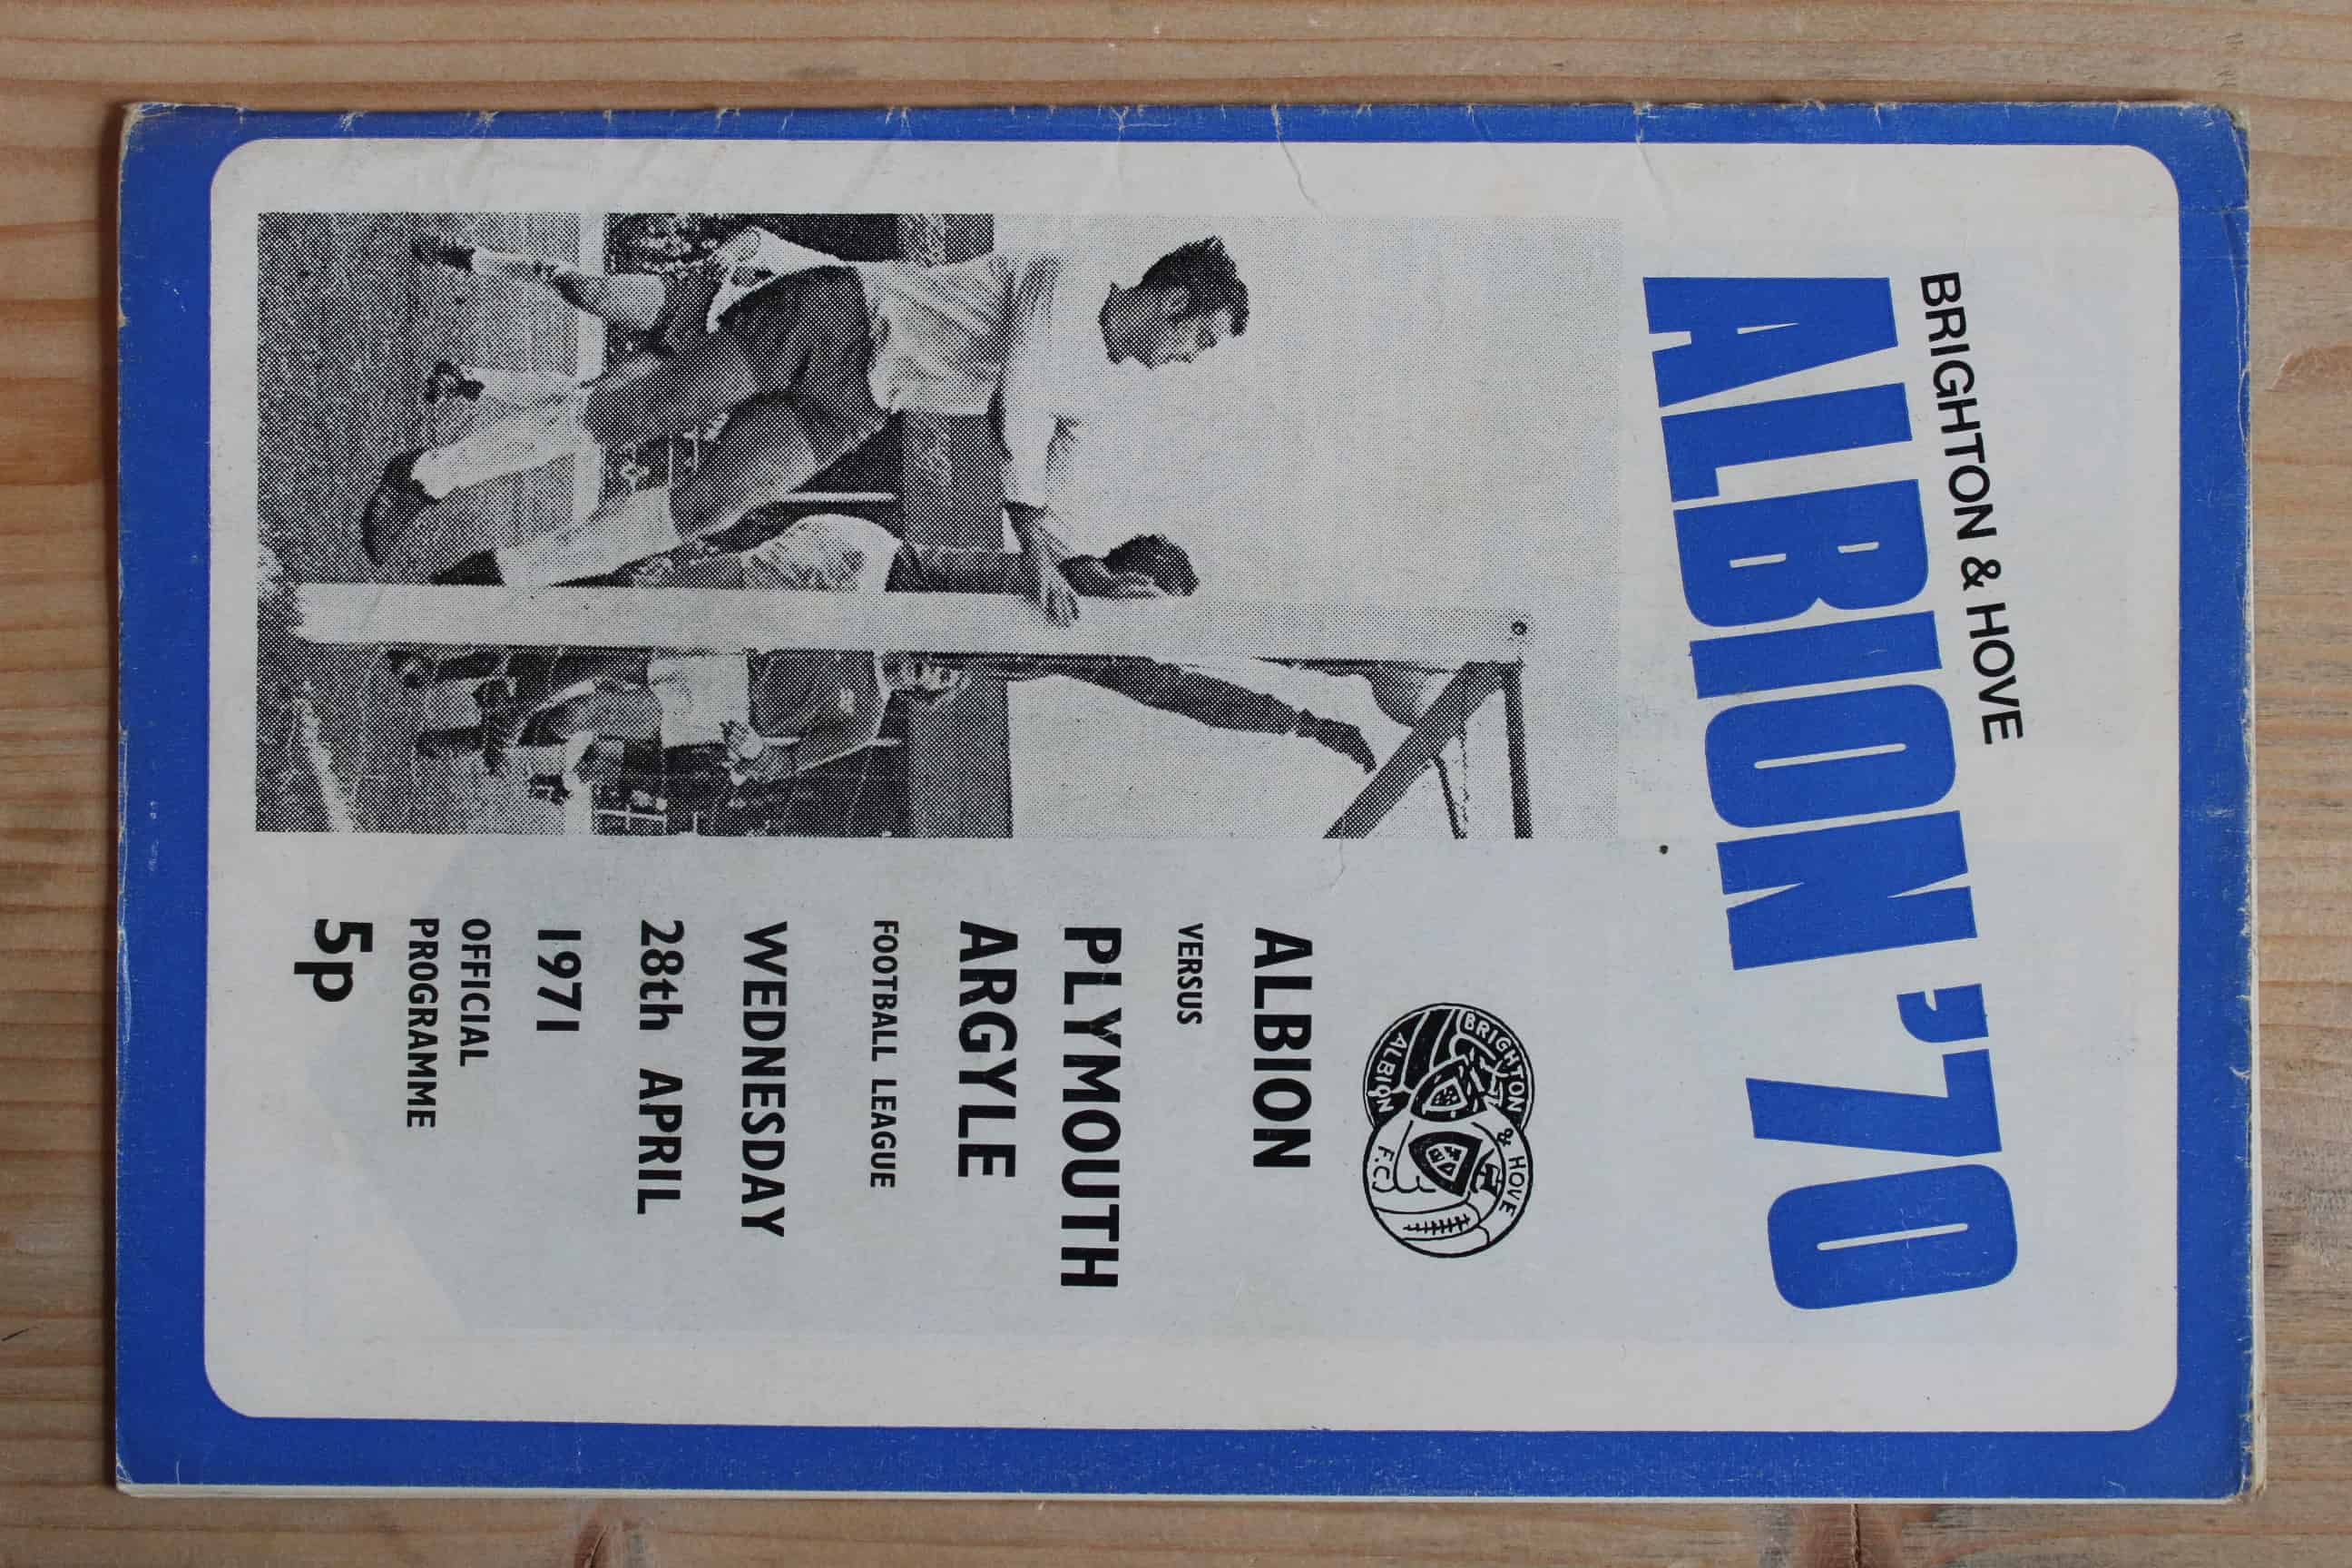 BRIGHTON & HOVE
ALBION '70
BRIGHTON & HOVE
ALBION F.C.
ALBION
VERSUS
PLYMOUTH
ARGYLE
FOOTBALL LEAGUE
WEDNESDAY
28th APRIL
1971
OFFICIAL
PROGRAMME
5p